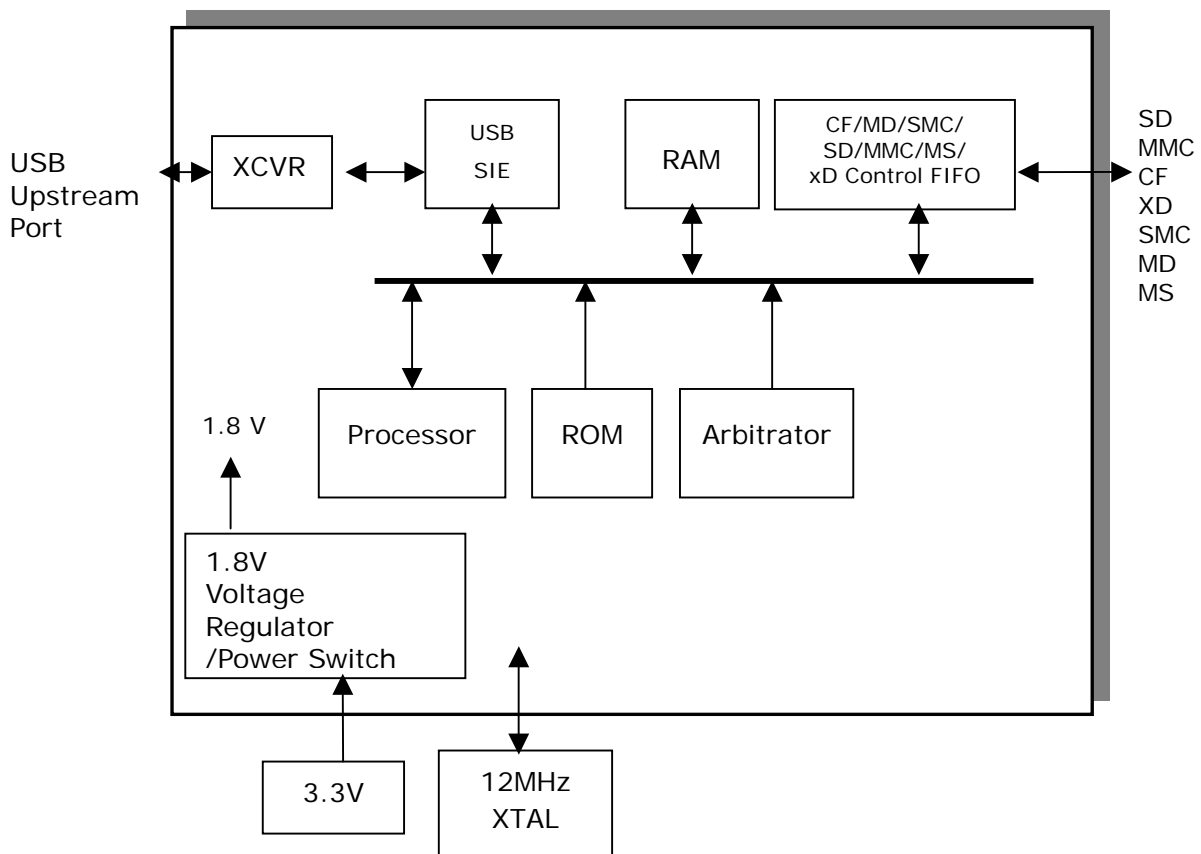 USB
Upstream
Port
XCVR
USB
SIE
RAM
CF/MD/SMC/
SD/MMC/MS/
xD Control FIFO
SD
MMC
CF
XD
SMC
MD
MS
Processor
ROM
Arbitrator
1.8 V
1.8V
Voltage
Regulator
/Power Switch
3.3V
12MHz
XTAL